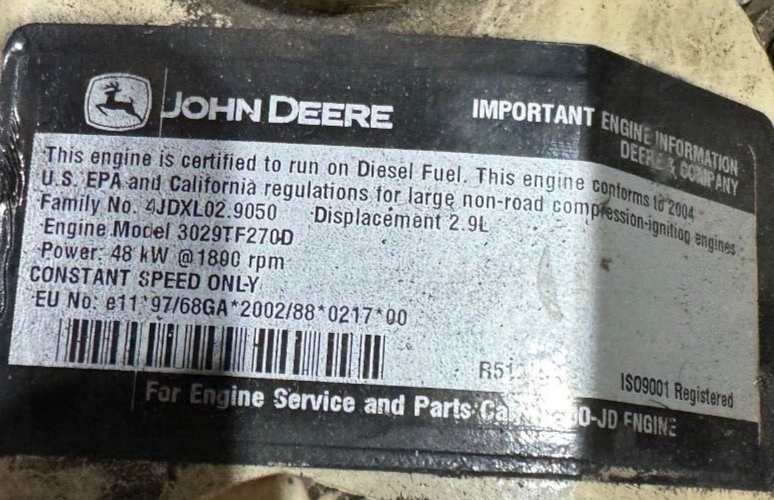 JOHN DEERE
IMPORTANT ENGINE INFORMATION
DEERE & COMPANY
This engine is certified to run on Diesel Fuel. This engine conforms to 2004
U.S. EPA and California regulations for large non-road compression-ignition engines
Family No. 4JDXL02.9050 Displacement 2.9L
Engine Model 3029TF270D
Power: 48 kW @1800 rpm
CONSTANT SPEED ONLY
EU No: e11*97/68GA*2002/88*0217*00
ISO9001 Registered
For Engine Service and Parts JD ENGINE